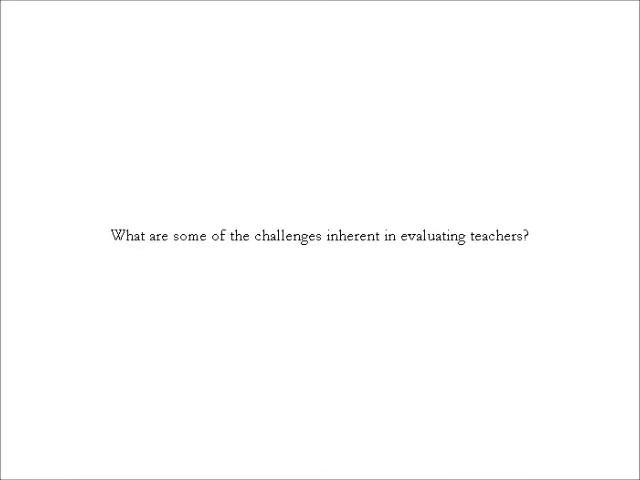 What are some of the challenges inherent in evaluating teachers?